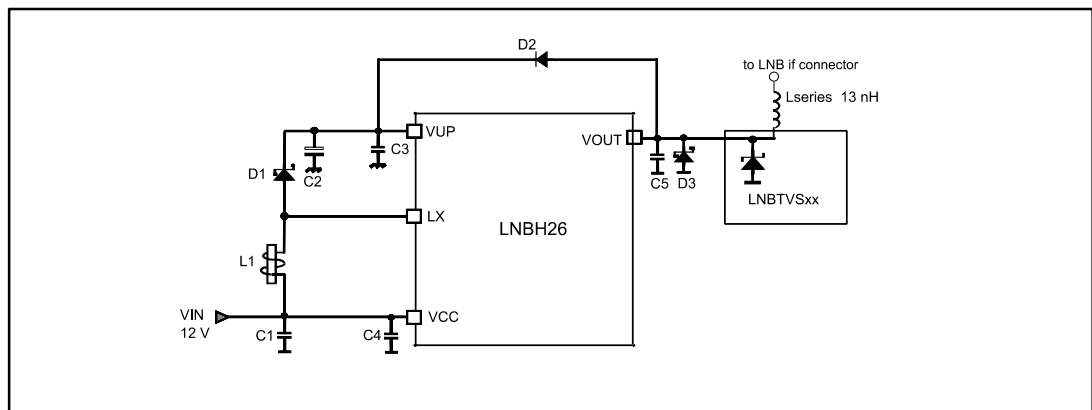 D2
to LNB if connector
Lseries 13 nH
VUP
VOUT
C3
D1
C2
C5
D3
LNBTVSxx
LX
LNBH26
L1
VIN
12 V
VCC
C1
C4